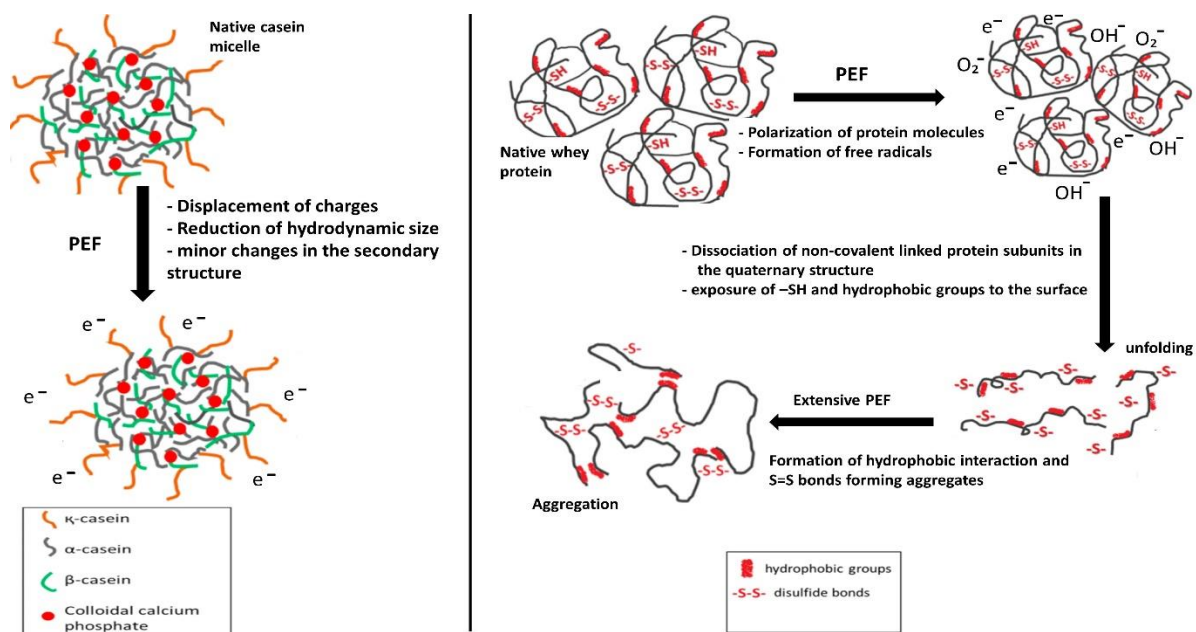 Native casein
micelle
PEF
- Displacement of charges
- Reduction of hydrodynamic size
- minor changes in the secondary
structure
e⁻
e⁻
e⁻
e⁻
e⁻
e⁻
κ-casein
α-casein
β-casein
Colloidal calcium
phosphate
-SH
-S-S-
-S-S-
-SH
-S-S-
-S-S-
-SH
-S-S-
-S-S-
Native whey
protein
PEF
- Polarization of protein molecules
- Formation of free radicals
e⁻
e⁻
OH⁻
O₂⁻
O₂⁻
-SH
-S-S-
-S-S-
-S-S-
-SH
-S-S-
e⁻
e⁻
OH⁻
-SH
-S-S-
-S-S-
e⁻
OH⁻
- Dissociation of non-covalent linked protein subunits in
the quaternary structure
- exposure of –SH and hydrophobic groups to the surface
unfolding
-S-
-S-
-S-
-S-
-S-
-S-
-S-
Extensive PEF
Formation of hydrophobic interaction and
S=S bonds forming aggregates
-S-
-S-S-
-S-S-
-S-S-
-S-S-
Aggregation
hydrophobic groups
-S-S- disulfide bonds